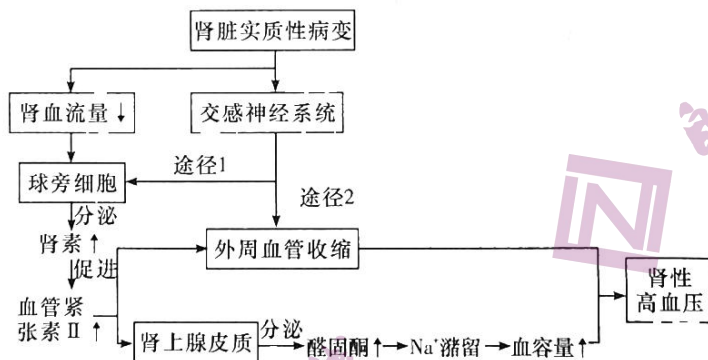 肾脏实质性病变
肾血流量↓
交感神经系统
途径1
球旁细胞
途径2
分泌
肾素↑
外周血管收缩
促进
肾性
高血压
血管紧
张素Ⅱ↑
肾上腺皮质
分泌
醛固酮↑
Na⁺潴留
血容量↑